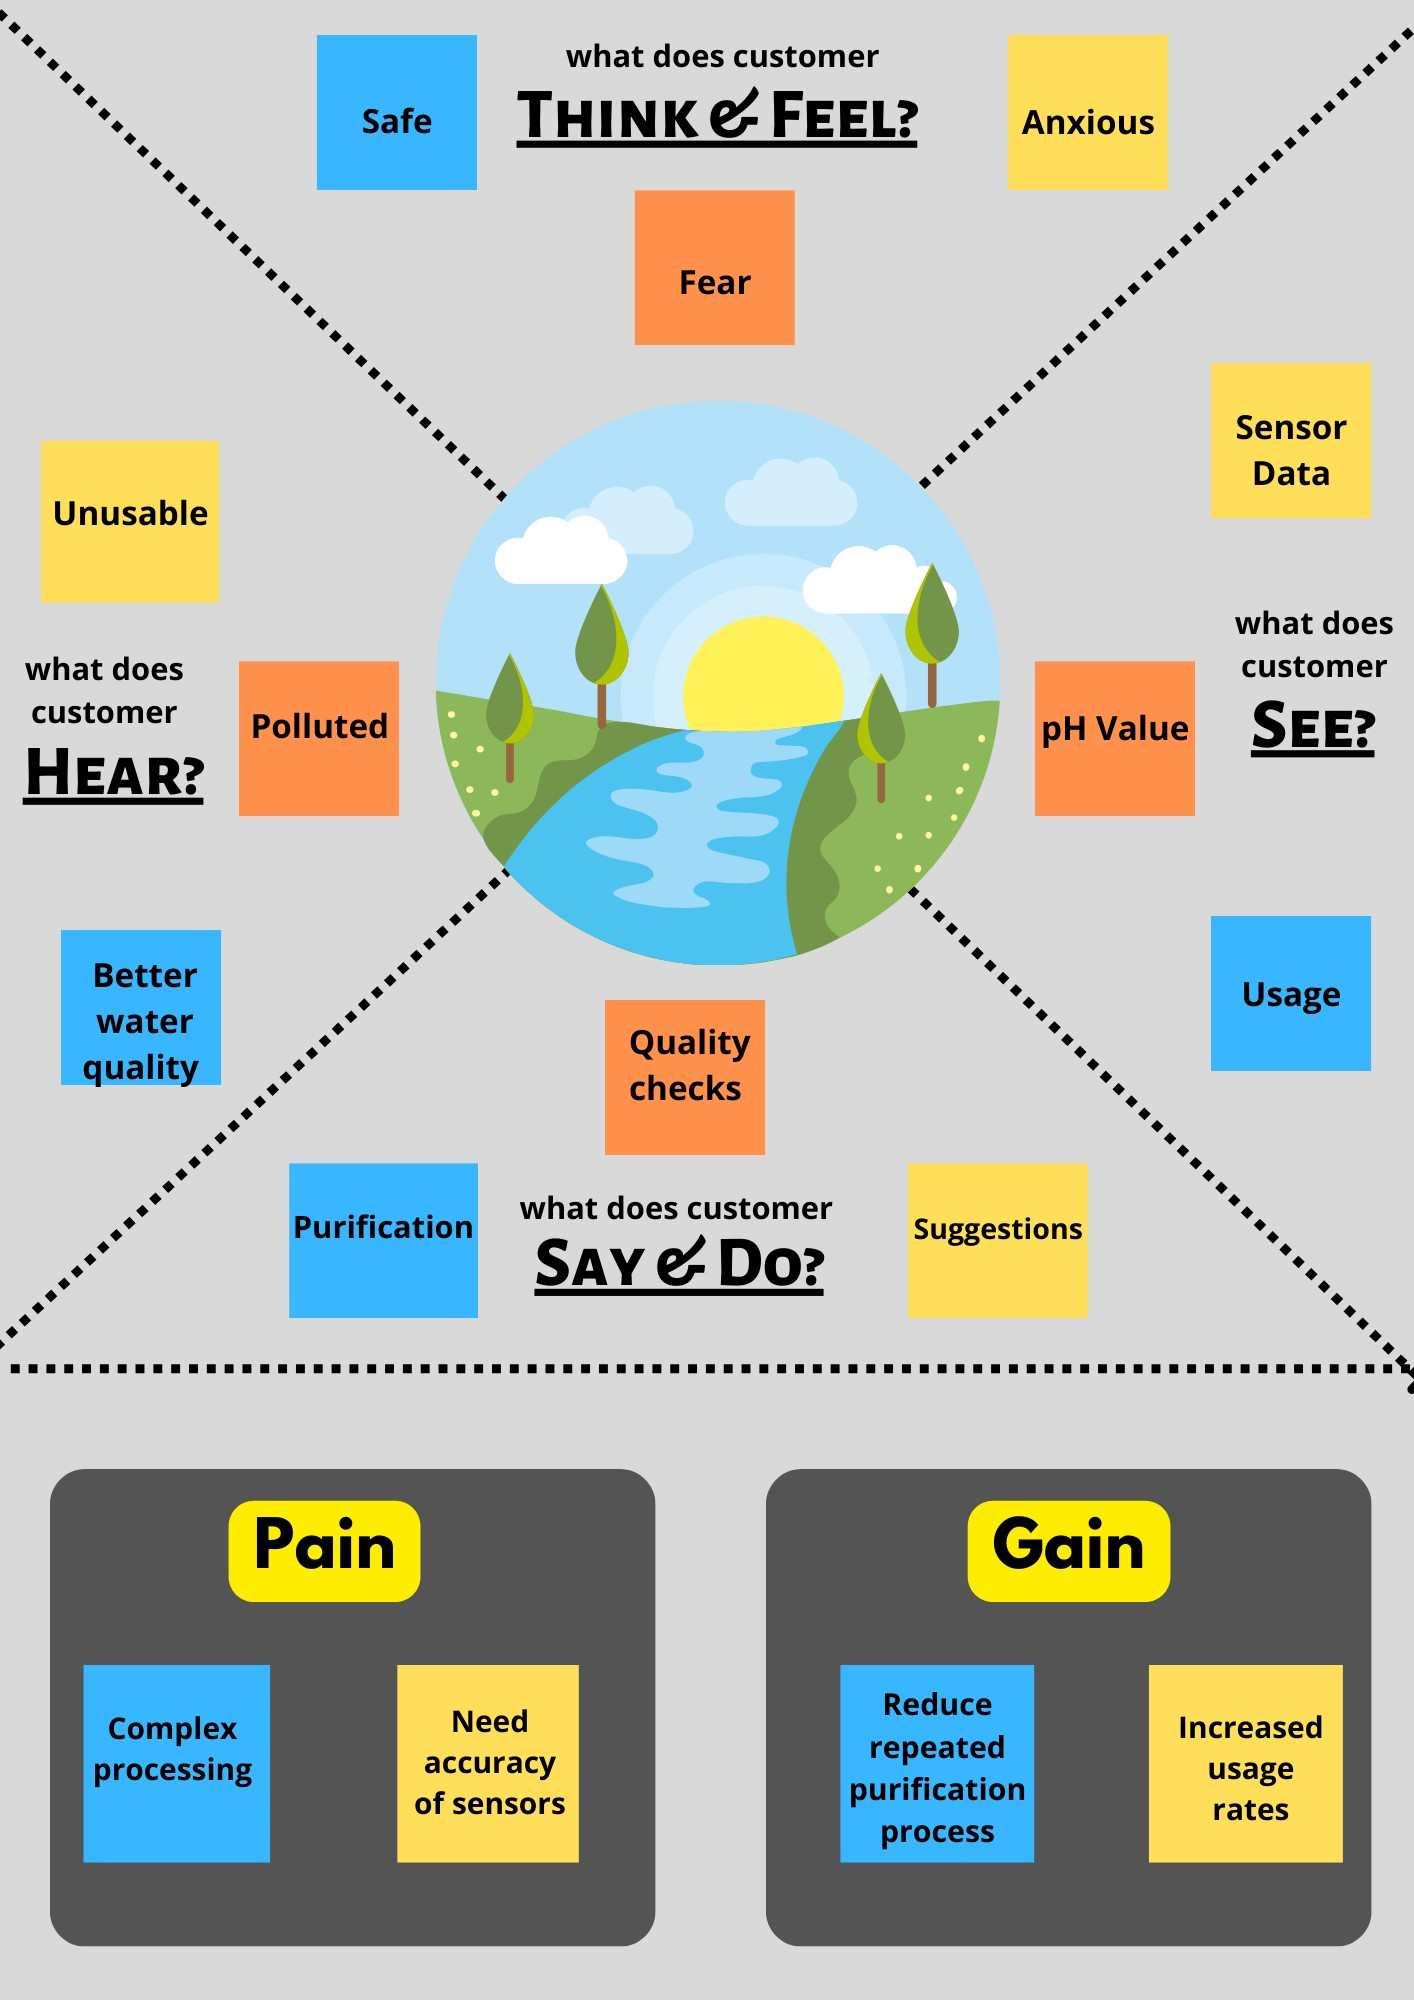 what does customer
THINK & FEEL?
Safe
Anxious
Fear
Unusable
what does
customer
HEAR?
Polluted
Better
water
quality
Sensor
Data
what does
customer
SEE?
pH Value
Usage
Quality
checks
Purification
what does customer
SAY & DO?
Suggestions
Pain
Complex
processing
Need
accuracy
of sensors
Gain
Reduce
repeated
purification
process
Increased
usage
rates